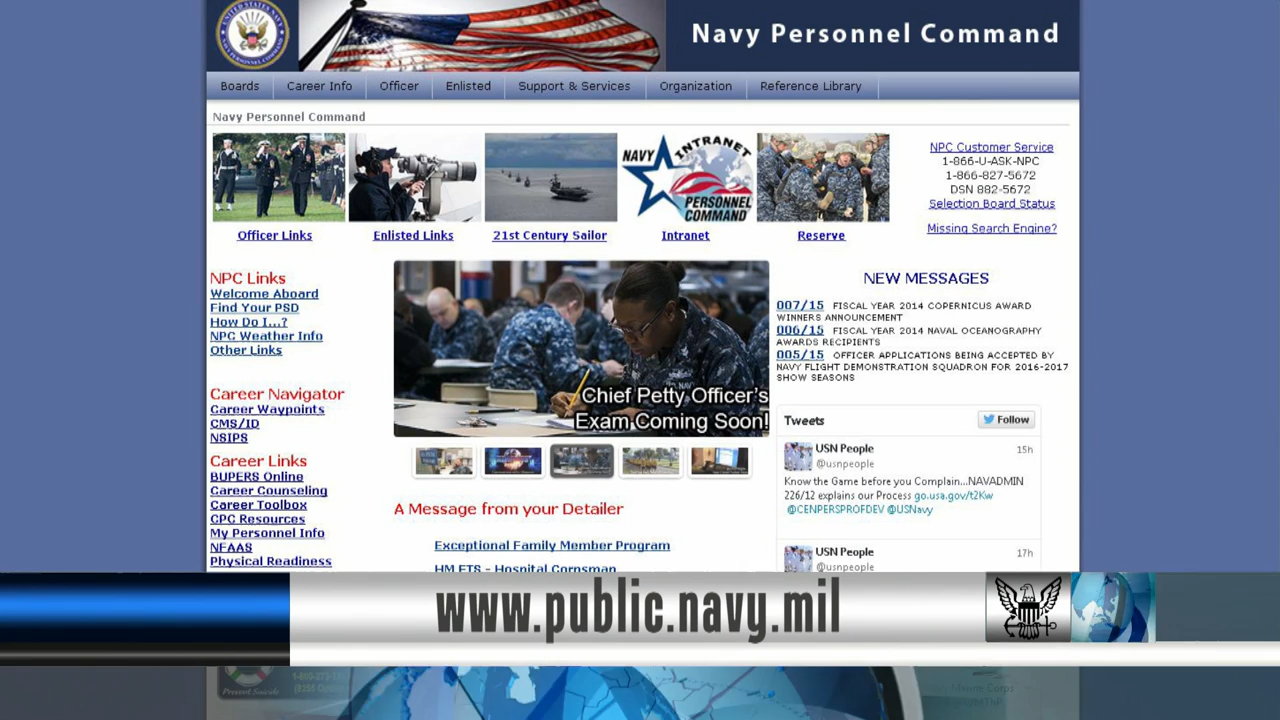 UNITED STATES NAVY
NAVY PERSONNEL COMMAND
Navy Personnel Command
Boards
Career Info
Officer
Enlisted
Support & Services
Organization
Reference Library
Navy Personnel Command
NAVY
INTRANET
PERSONNEL
COMMAND
Officer Links
Enlisted Links
21st Century Sailor
Intranet
Reserve
NPC Customer Service
1-866-U-ASK-NPC
1-866-827-5672
DSN 882-5672
Selection Board Status
Missing Search Engine?
NPC Links
Welcome Aboard
Find Your PSD
How Do I...?
NPC Weather Info
Other Links
Career Navigator
Career Waypoints
CMS/ID
NSIPS
Career Links
BUPERS Online
Career Counseling
Career Toolbox
CPC Resources
My Personnel Info
NFAAS
Physical Readiness
Chief Petty Officer's
Exam Coming Soon!
A Message from your Detailer
Exceptional Family Member Program
HM ETS - Hospital Corpsman
NEW MESSAGES
007/15 FISCAL YEAR 2014 COPERNICUS AWARD
WINNERS ANNOUNCEMENT
006/15 FISCAL YEAR 2014 NAVAL OCEANOGRAPHY
AWARDS RECIPIENTS
005/15 OFFICER APPLICATIONS BEING ACCEPTED BY
NAVY FLIGHT DEMONSTRATION SQUADRON FOR 2016-2017
SHOW SEASONS
Tweets
Follow
USN People
15h
@usnpeople
Know the Game before you Complain...NAVADMIN
226/12 explains our Process go.usa.gov/t2Kw
@CENPERSPROFDEV @USNavy
USN People
17h
@usnpeople
www.public.navy.mil
Prevent Suicide